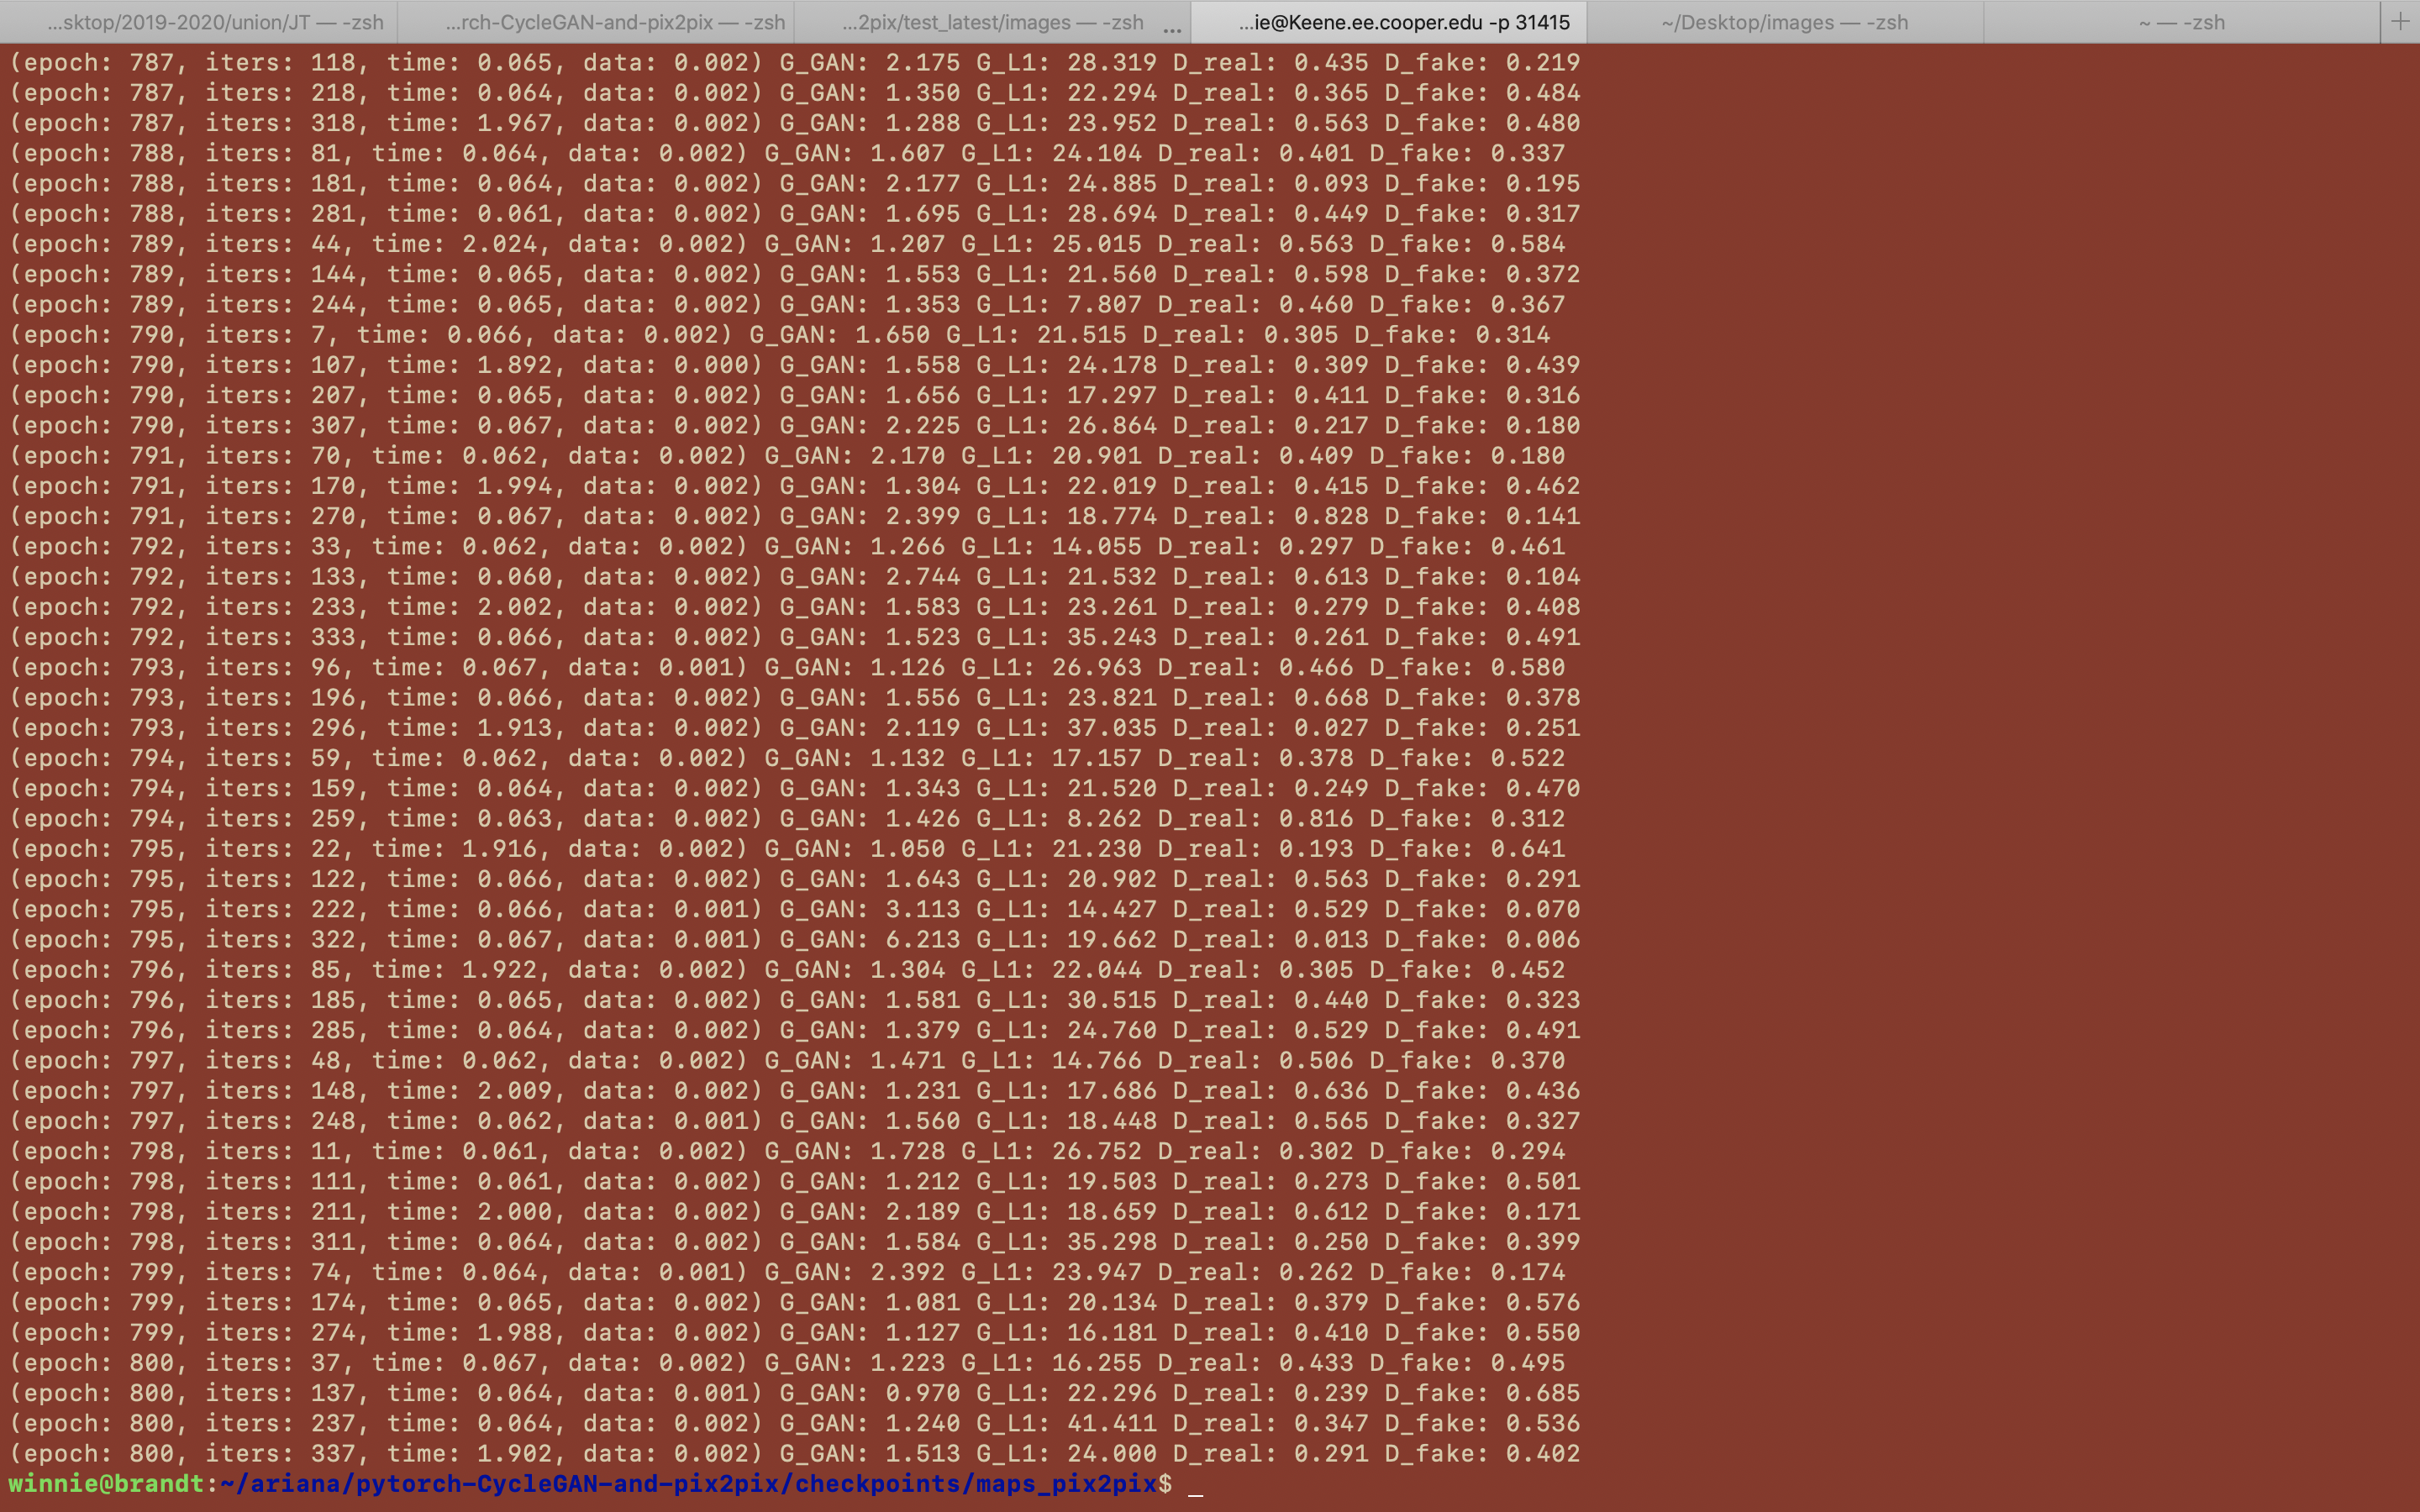 ...sktop/2019-2020/union/JT — -zsh ...rch-CycleGAN-and-pix2pix — -zsh ...2pix/test_latest/images — -zsh ... ...ie@Keene.ee.cooper.edu -p 31415 ~/Desktop/images — -zsh ~ — -zsh +
(epoch: 787, iters: 118, time: 0.065, data: 0.002) G_GAN: 2.175 G_L1: 28.319 D_real: 0.435 D_fake: 0.219
(epoch: 787, iters: 218, time: 0.064, data: 0.002) G_GAN: 1.350 G_L1: 22.294 D_real: 0.365 D_fake: 0.484
(epoch: 787, iters: 318, time: 1.967, data: 0.002) G_GAN: 1.288 G_L1: 23.952 D_real: 0.563 D_fake: 0.480
(epoch: 788, iters: 81, time: 0.064, data: 0.002) G_GAN: 1.607 G_L1: 24.104 D_real: 0.401 D_fake: 0.337
(epoch: 788, iters: 181, time: 0.064, data: 0.002) G_GAN: 2.177 G_L1: 24.885 D_real: 0.093 D_fake: 0.195
(epoch: 788, iters: 281, time: 0.061, data: 0.002) G_GAN: 1.695 G_L1: 28.694 D_real: 0.449 D_fake: 0.317
(epoch: 789, iters: 44, time: 2.024, data: 0.002) G_GAN: 1.207 G_L1: 25.015 D_real: 0.563 D_fake: 0.584
(epoch: 789, iters: 144, time: 0.065, data: 0.002) G_GAN: 1.553 G_L1: 21.560 D_real: 0.598 D_fake: 0.372
(epoch: 789, iters: 244, time: 0.065, data: 0.002) G_GAN: 1.353 G_L1: 7.807 D_real: 0.460 D_fake: 0.367
(epoch: 790, iters: 7, time: 0.066, data: 0.002) G_GAN: 1.650 G_L1: 21.515 D_real: 0.305 D_fake: 0.314
(epoch: 790, iters: 107, time: 1.892, data: 0.000) G_GAN: 1.558 G_L1: 24.178 D_real: 0.309 D_fake: 0.439
(epoch: 790, iters: 207, time: 0.065, data: 0.002) G_GAN: 1.656 G_L1: 17.297 D_real: 0.411 D_fake: 0.316
(epoch: 790, iters: 307, time: 0.067, data: 0.002) G_GAN: 2.225 G_L1: 26.864 D_real: 0.217 D_fake: 0.180
(epoch: 791, iters: 70, time: 0.062, data: 0.002) G_GAN: 2.170 G_L1: 20.901 D_real: 0.409 D_fake: 0.180
(epoch: 791, iters: 170, time: 1.994, data: 0.002) G_GAN: 1.304 G_L1: 22.019 D_real: 0.415 D_fake: 0.462
(epoch: 791, iters: 270, time: 0.067, data: 0.002) G_GAN: 2.399 G_L1: 18.774 D_real: 0.828 D_fake: 0.141
(epoch: 792, iters: 33, time: 0.062, data: 0.002) G_GAN: 1.266 G_L1: 14.055 D_real: 0.297 D_fake: 0.461
(epoch: 792, iters: 133, time: 0.060, data: 0.002) G_GAN: 2.744 G_L1: 21.532 D_real: 0.613 D_fake: 0.104
(epoch: 792, iters: 233, time: 2.002, data: 0.002) G_GAN: 1.583 G_L1: 23.261 D_real: 0.279 D_fake: 0.408
(epoch: 792, iters: 333, time: 0.066, data: 0.002) G_GAN: 1.523 G_L1: 35.243 D_real: 0.261 D_fake: 0.491
(epoch: 793, iters: 96, time: 0.067, data: 0.001) G_GAN: 1.126 G_L1: 26.963 D_real: 0.466 D_fake: 0.580
(epoch: 793, iters: 196, time: 0.066, data: 0.002) G_GAN: 1.556 G_L1: 23.821 D_real: 0.668 D_fake: 0.378
(epoch: 793, iters: 296, time: 1.913, data: 0.002) G_GAN: 2.119 G_L1: 37.035 D_real: 0.027 D_fake: 0.251
(epoch: 794, iters: 59, time: 0.062, data: 0.002) G_GAN: 1.132 G_L1: 17.157 D_real: 0.378 D_fake: 0.522
(epoch: 794, iters: 159, time: 0.064, data: 0.002) G_GAN: 1.343 G_L1: 21.520 D_real: 0.249 D_fake: 0.470
(epoch: 794, iters: 259, time: 0.063, data: 0.002) G_GAN: 1.426 G_L1: 8.262 D_real: 0.816 D_fake: 0.312
(epoch: 795, iters: 22, time: 1.916, data: 0.002) G_GAN: 1.050 G_L1: 21.230 D_real: 0.193 D_fake: 0.641
(epoch: 795, iters: 122, time: 0.066, data: 0.002) G_GAN: 1.643 G_L1: 20.902 D_real: 0.563 D_fake: 0.291
(epoch: 795, iters: 222, time: 0.066, data: 0.001) G_GAN: 3.113 G_L1: 14.427 D_real: 0.529 D_fake: 0.070
(epoch: 795, iters: 322, time: 0.067, data: 0.001) G_GAN: 6.213 G_L1: 19.662 D_real: 0.013 D_fake: 0.006
(epoch: 796, iters: 85, time: 1.922, data: 0.002) G_GAN: 1.304 G_L1: 22.044 D_real: 0.305 D_fake: 0.452
(epoch: 796, iters: 185, time: 0.065, data: 0.002) G_GAN: 1.581 G_L1: 30.515 D_real: 0.440 D_fake: 0.323
(epoch: 796, iters: 285, time: 0.064, data: 0.002) G_GAN: 1.379 G_L1: 24.760 D_real: 0.529 D_fake: 0.491
(epoch: 797, iters: 48, time: 0.062, data: 0.002) G_GAN: 1.471 G_L1: 14.766 D_real: 0.506 D_fake: 0.370
(epoch: 797, iters: 148, time: 2.009, data: 0.002) G_GAN: 1.231 G_L1: 17.686 D_real: 0.636 D_fake: 0.436
(epoch: 797, iters: 248, time: 0.062, data: 0.001) G_GAN: 1.560 G_L1: 18.448 D_real: 0.565 D_fake: 0.327
(epoch: 798, iters: 11, time: 0.061, data: 0.002) G_GAN: 1.728 G_L1: 26.752 D_real: 0.302 D_fake: 0.294
(epoch: 798, iters: 111, time: 0.061, data: 0.002) G_GAN: 1.212 G_L1: 19.503 D_real: 0.273 D_fake: 0.501
(epoch: 798, iters: 211, time: 2.000, data: 0.002) G_GAN: 2.189 G_L1: 18.659 D_real: 0.612 D_fake: 0.171
(epoch: 798, iters: 311, time: 0.064, data: 0.002) G_GAN: 1.584 G_L1: 35.298 D_real: 0.250 D_fake: 0.399
(epoch: 799, iters: 74, time: 0.064, data: 0.001) G_GAN: 2.392 G_L1: 23.947 D_real: 0.262 D_fake: 0.174
(epoch: 799, iters: 174, time: 0.065, data: 0.002) G_GAN: 1.081 G_L1: 20.134 D_real: 0.379 D_fake: 0.576
(epoch: 799, iters: 274, time: 1.988, data: 0.002) G_GAN: 1.127 G_L1: 16.181 D_real: 0.410 D_fake: 0.550
(epoch: 800, iters: 37, time: 0.067, data: 0.002) G_GAN: 1.223 G_L1: 16.255 D_real: 0.433 D_fake: 0.495
(epoch: 800, iters: 137, time: 0.064, data: 0.001) G_GAN: 0.970 G_L1: 22.296 D_real: 0.239 D_fake: 0.685
(epoch: 800, iters: 237, time: 0.064, data: 0.002) G_GAN: 1.240 G_L1: 41.411 D_real: 0.347 D_fake: 0.536
(epoch: 800, iters: 337, time: 1.902, data: 0.002) G_GAN: 1.513 G_L1: 24.000 D_real: 0.291 D_fake: 0.402
winnie@brandt:~/ariana/pytorch-CycleGAN-and-pix2pix/checkpoints/maps_pix2pix$ _